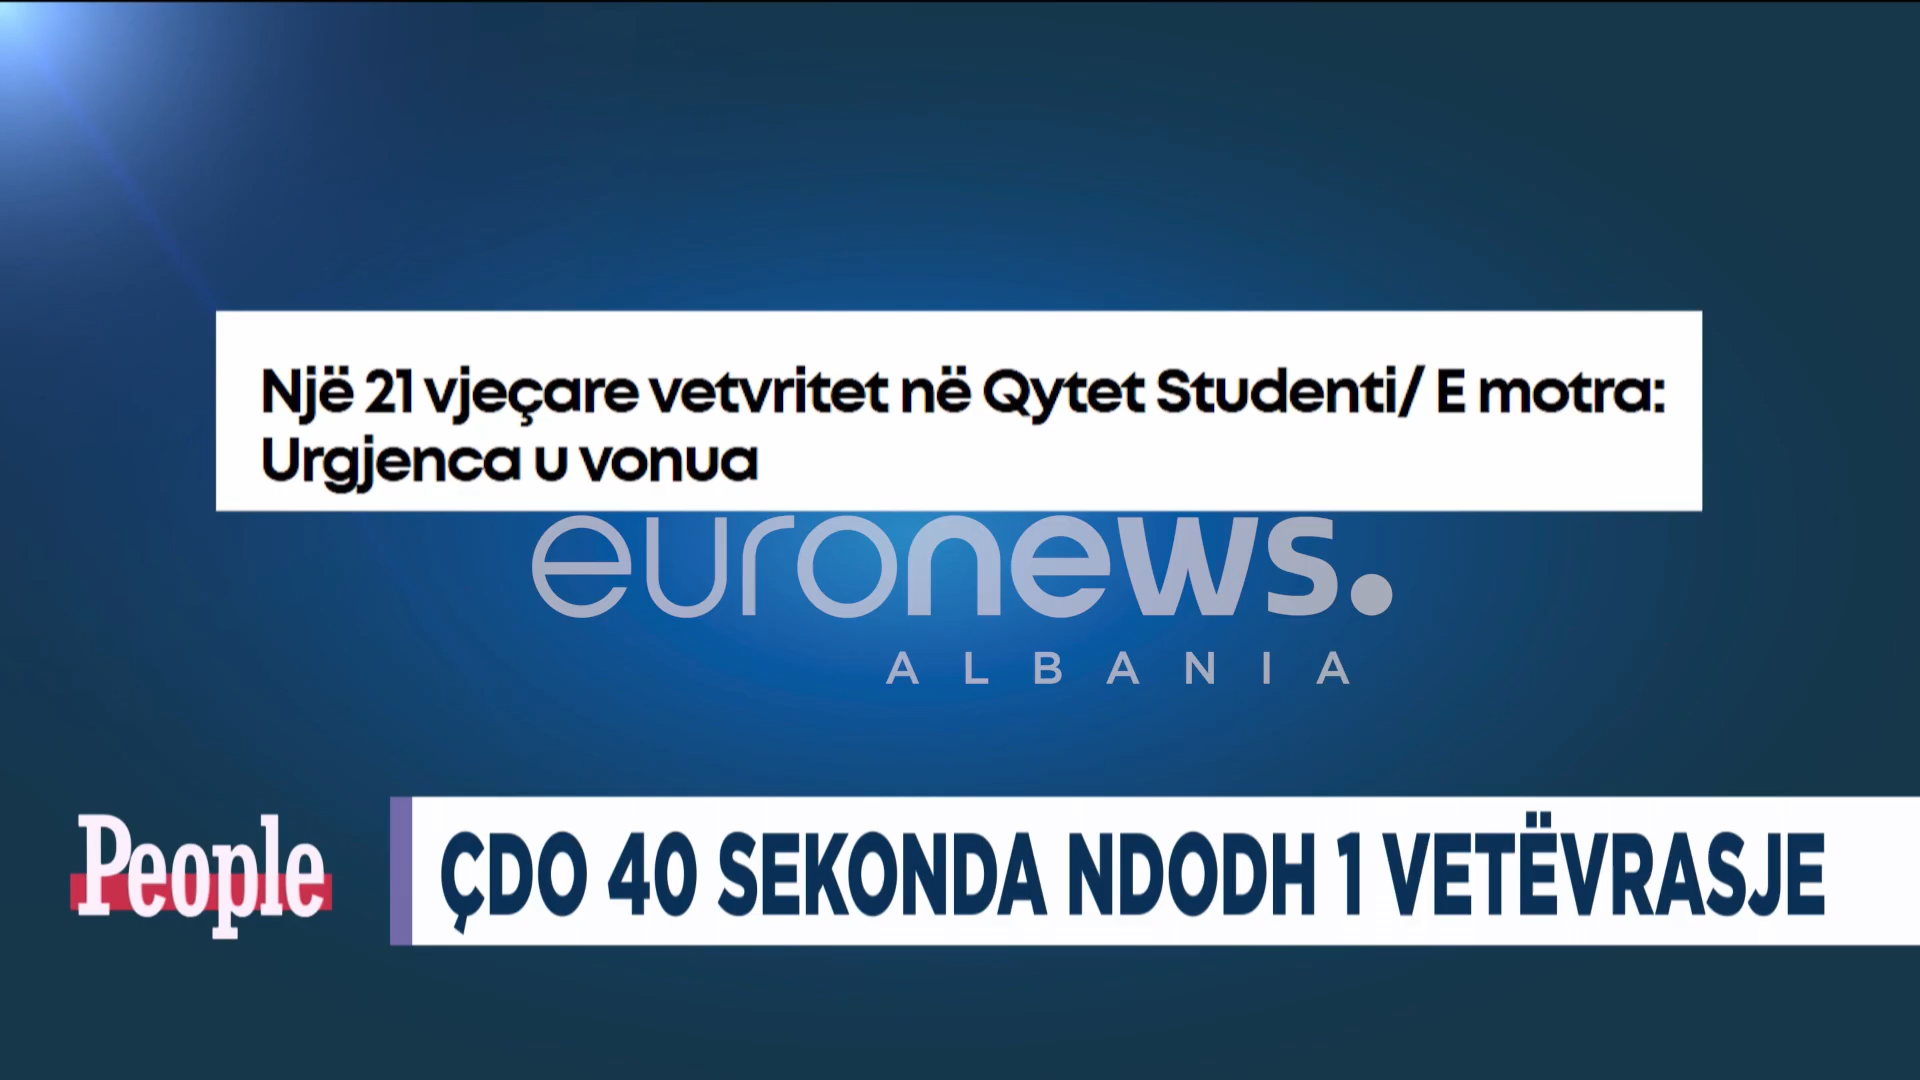 Një 21 vjeçare vetvritet në Qytet Studenti/ E motra:
Urgjenca u vonua
euronews.
ALBANIA
People
ÇDO 40 SEKONDA NDODH 1 VETËVRASJE